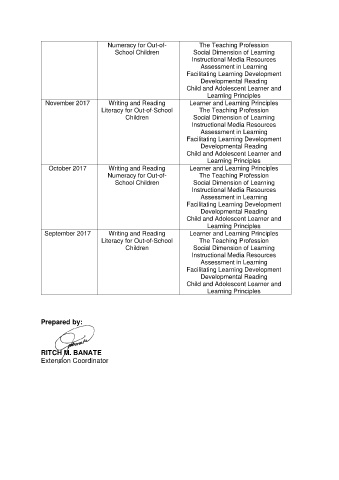 Numeracy for Out-of-
School Children
The Teaching Profession
Social Dimension of Learning
Instructional Media Resources
Assessment in Learning
Facilitating Learning Development
Developmental Reading
Child and Adolescent Learner and
Learning Principles
November 2017
Writing and Reading
Literacy for Out-of-School
Children
Learner and Learning Principles
The Teaching Profession
Social Dimension of Learning
Instructional Media Resources
Assessment in Learning
Facilitating Learning Development
Developmental Reading
Child and Adolescent Learner and
Learning Principles
October 2017
Writing and Reading
Numeracy for Out-of-
School Children
Learner and Learning Principles
The Teaching Profession
Social Dimension of Learning
Instructional Media Resources
Assessment in Learning
Facilitating Learning Development
Developmental Reading
Child and Adolescent Learner and
Learning Principles
September 2017
Writing and Reading
Literacy for Out-of-School
Children
Learner and Learning Principles
The Teaching Profession
Social Dimension of Learning
Instructional Media Resources
Assessment in Learning
Facilitating Learning Development
Developmental Reading
Child and Adolescent Learner and
Learning Principles
Prepared by:
RITCH M. BANATE
Extension Coordinator